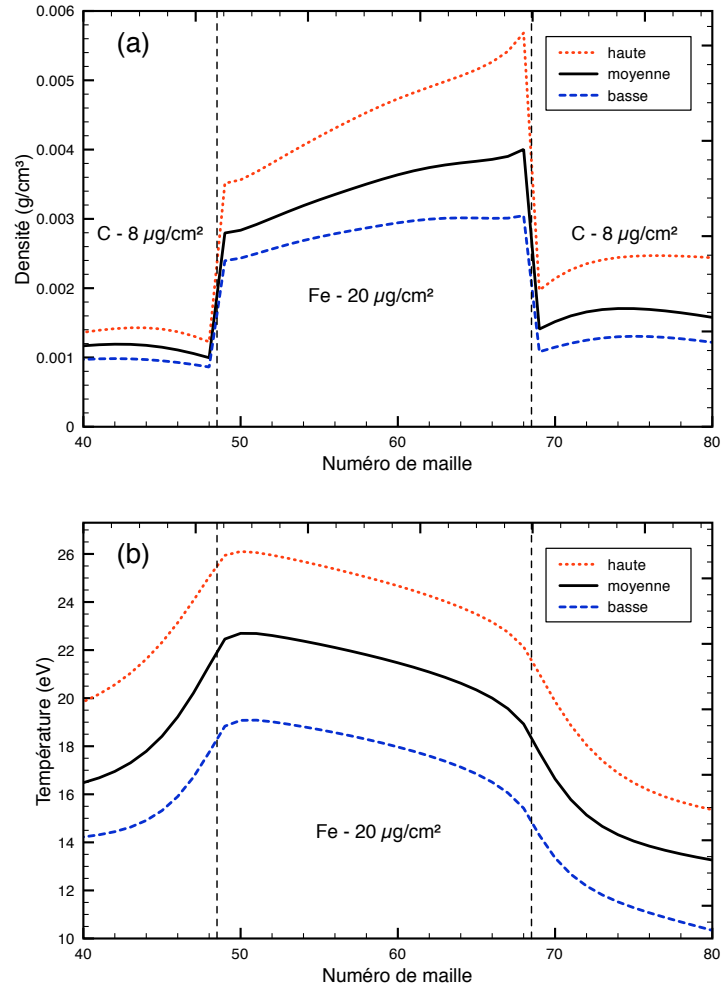 0.006
(a)
haute
moyenne
basse
0.005
0.004
Densité (g/cm³)
0.003
C - 8 µg/cm²
C - 8 µg/cm²
0.002
Fe - 20 µg/cm²
0.001
0
40
50
60
70
80
Numéro de maille
(b)
26
haute
moyenne
basse
24
22
20
Température (eV)
18
16
14
Fe - 20 µg/cm²
12
10
40
50
60
70
80
Numéro de maille